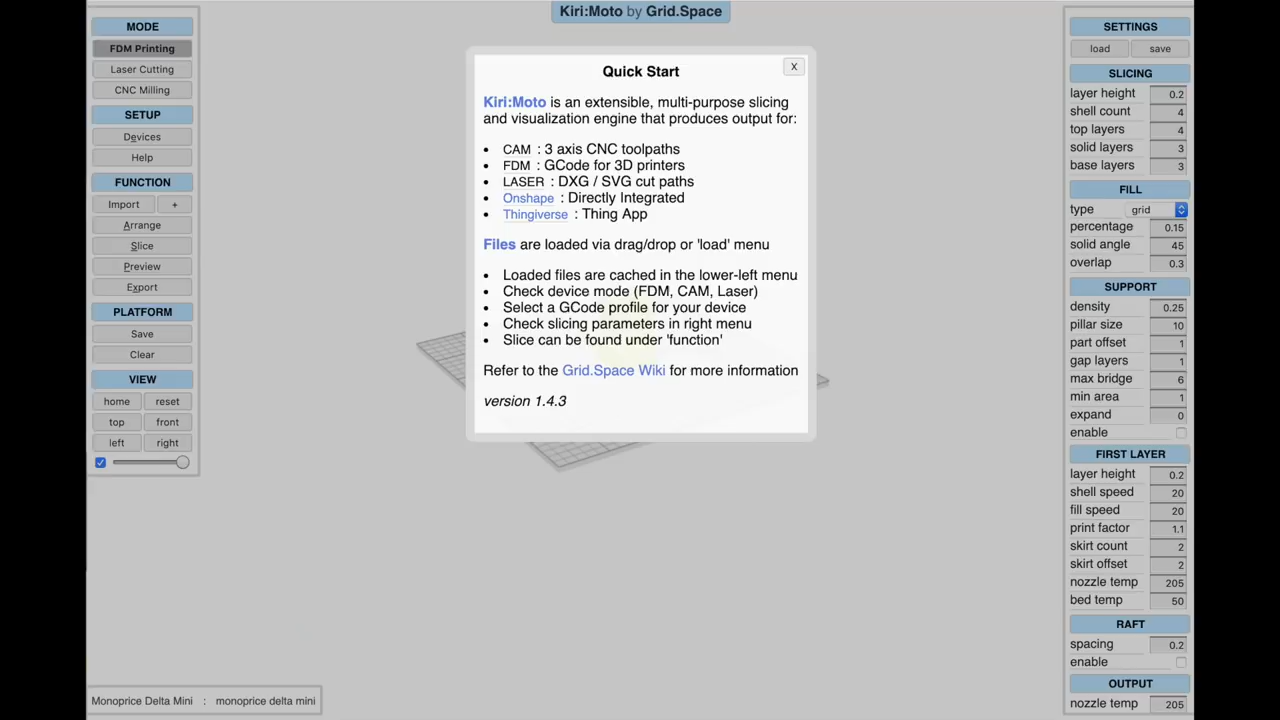 Kiri:Moto by Grid.Space
MODE
FDM Printing
Laser Cutting
CNC Milling
SETUP
Devices
Help
FUNCTION
Import +
Arrange
Slice
Preview
Export
PLATFORM
Save
Clear
VIEW
home reset
top front
left right
Monoprice Delta Mini : monoprice delta mini
Quick Start
X
Kiri:Moto is an extensible, multi-purpose slicing
and visualization engine that produces output for:
• CAM : 3 axis CNC toolpaths
• FDM : GCode for 3D printers
• LASER : DXG / SVG cut paths
• Onshape : Directly Integrated
• Thingiverse : Thing App
Files are loaded via drag/drop or 'load' menu
• Loaded files are cached in the lower-left menu
• Check device mode (FDM, CAM, Laser)
• Select a GCode profile for your device
• Check slicing parameters in right menu
• Slice can be found under 'function'
Refer to the Grid.Space Wiki for more information
version 1.4.3
SETTINGS
load save
SLICING
layer height 0.2
shell count 4
top layers 4
solid layers 3
base layers 3
FILL
type grid
percentage 0.15
solid angle 45
overlap 0.3
SUPPORT
density 0.25
pillar size 10
part offset 1
gap layers 1
max bridge 6
min area 1
expand 0
enable
FIRST LAYER
layer height 0.2
shell speed 20
fill speed 20
print factor 1.1
skirt count 2
skirt offset 2
nozzle temp 205
bed temp 50
RAFT
spacing 0.2
enable
OUTPUT
nozzle temp 205